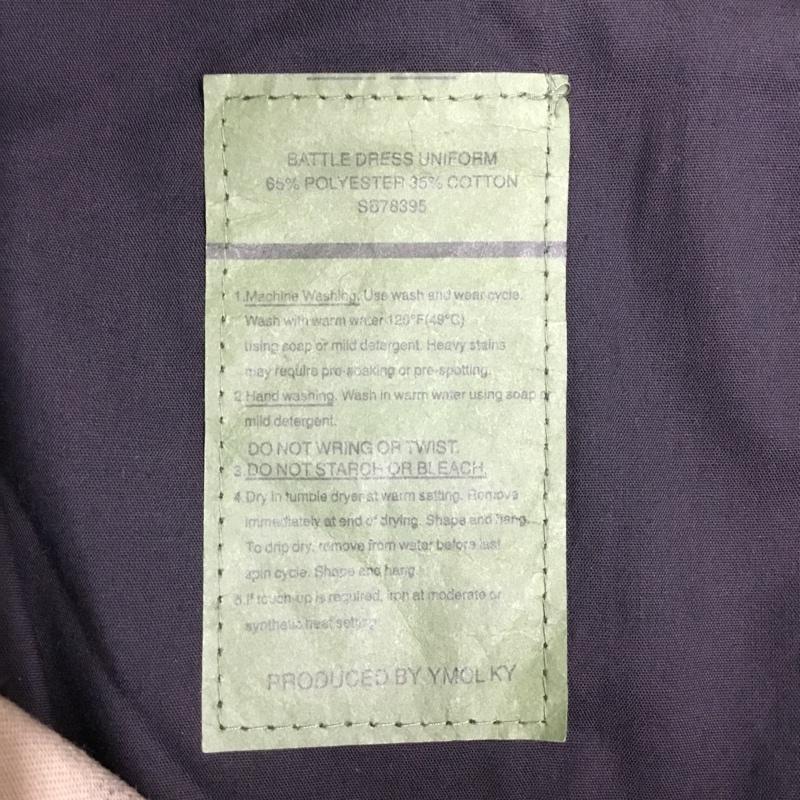 BATTLE DRESS UNIFORM
65% POLYESTER 35% COTTON
S678395
1.Machine Washing. Use wash and wear cycle.
Wash with warm water 120°F(49°C)
using soap or mild detergent. Heavy stains
may require pre-soaking or pre-spotting.
2.Hand washing. Wash in warm water using soap or
mild detergent.
DO NOT WRING OR TWIST.
3.DO NOT STARCH OR BLEACH.
4.Dry in tumble dryer at warm setting. Remove
immediately at end of drying. Shape and hang.
To drip dry, remove from water before last
spin cycle. Shape and hang.
5.If touch-up is required, iron at moderate or
synthetic heat setting.
PRODUCED BY YMOLKY